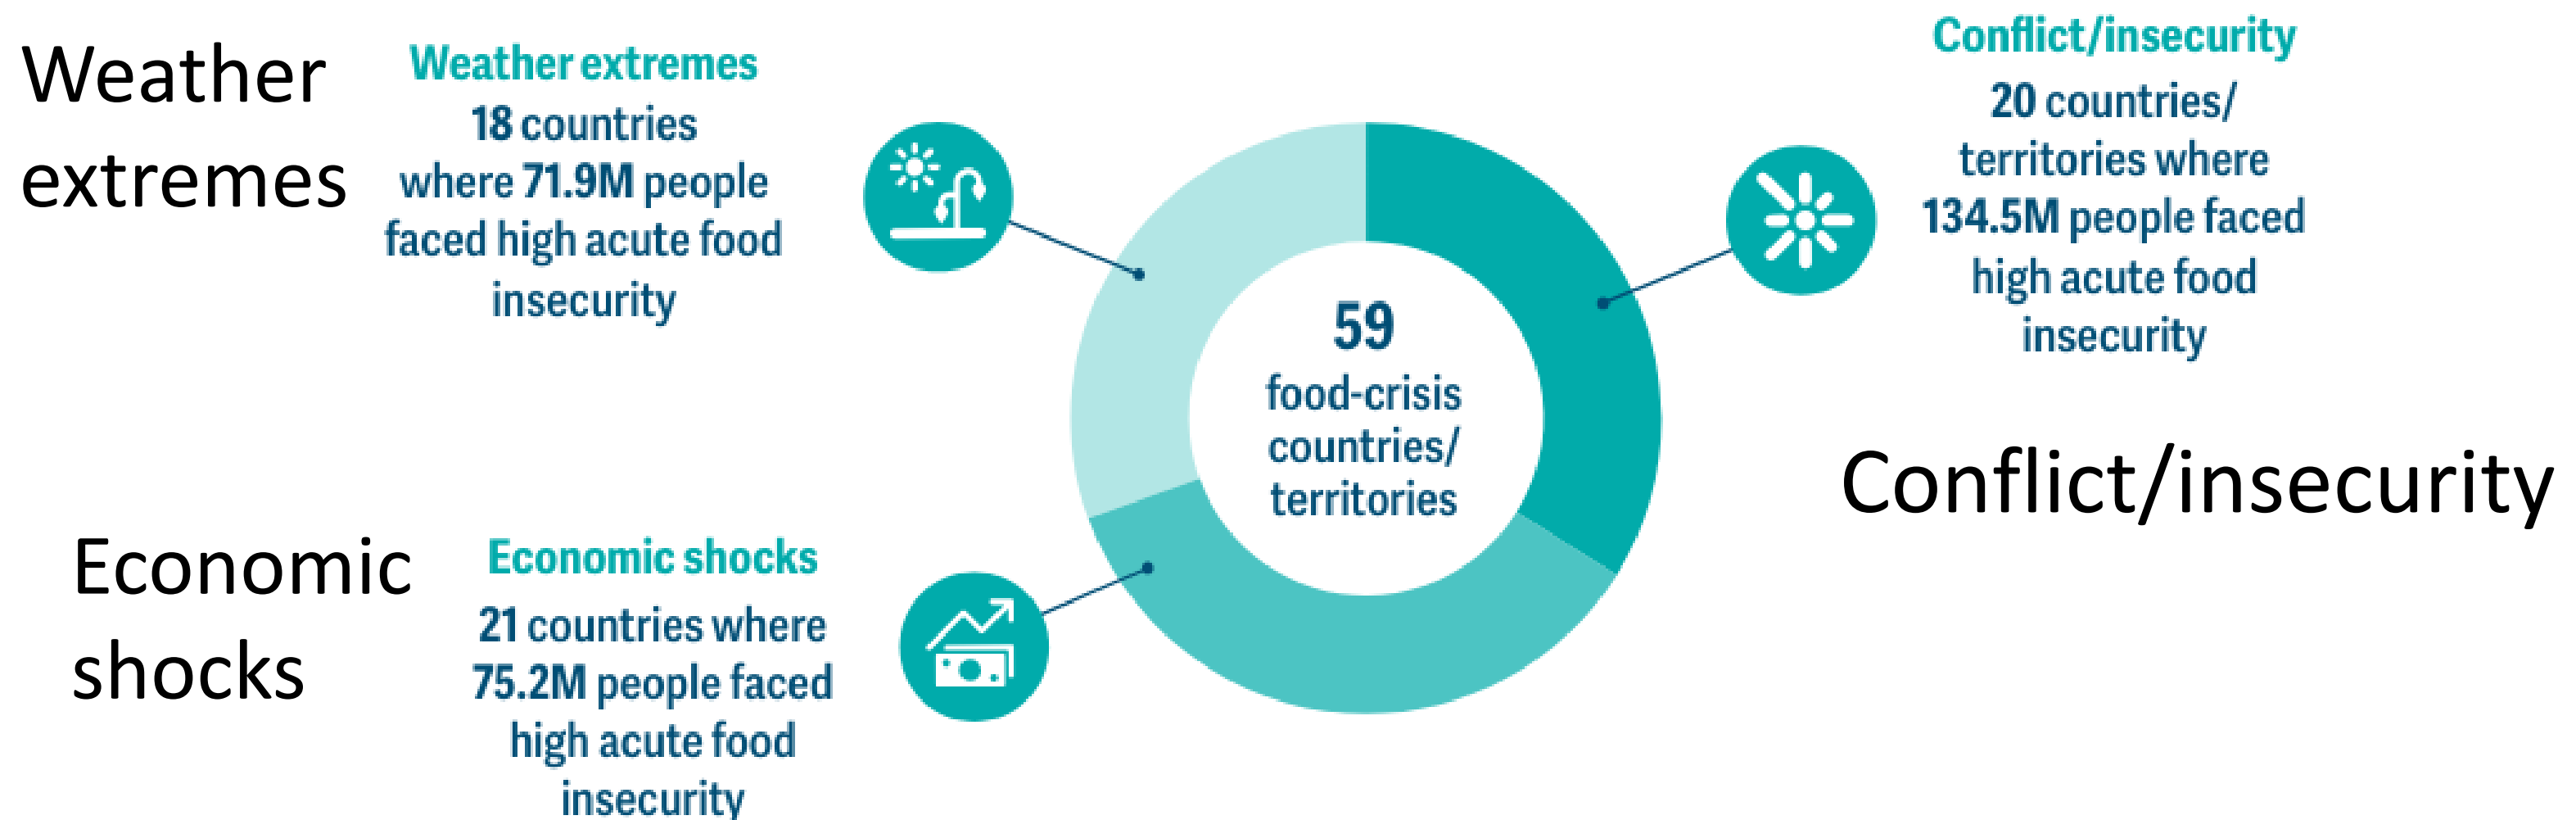 Weather
extremes
Weather extremes
18 countries
where 71.9M people
faced high acute food
insecurity
Conflict/insecurity
20 countries/
territories where
134.5M people faced
high acute food
insecurity
59
food-crisis
countries/
territories
Conflict/insecurity
Economic
shocks
Economic shocks
21 countries where
75.2M people faced
high acute food
insecurity